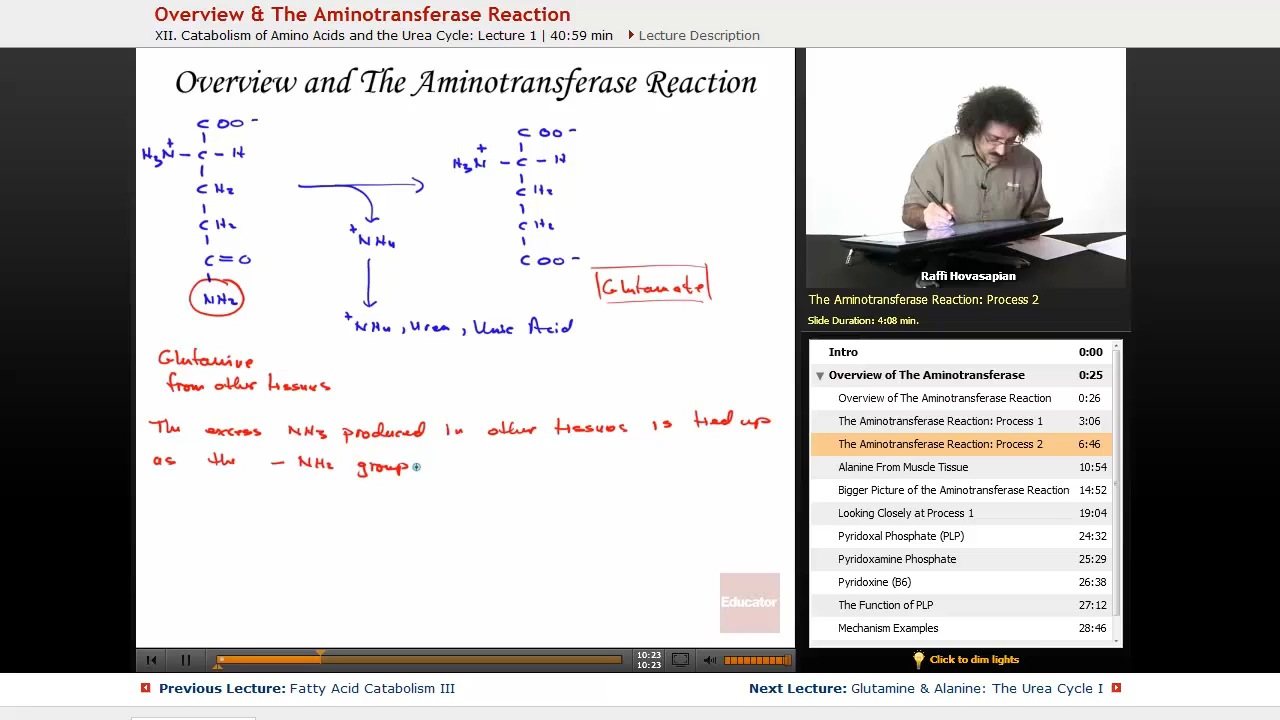 Overview & The Aminotransferase Reaction
XII. Catabolism of Amino Acids and the Urea Cycle: Lecture 1 | 40:59 min
Lecture Description
Overview and The Aminotransferase Reaction
COO-
H3N+ - C - H
CH2
CH2
C=O
NH2
+NH4
+NH4, Urea, Uric Acid
COO-
H3N+ - C - H
CH2
CH2
COO-
Glutamate
Glutamine
from other tissues
The excess NH3 produced in other tissues is tied up
as the - NH2 group
Educator
10:23
10:23
Raffi Hovasapian
The Aminotransferase Reaction: Process 2
Slide Duration: 4:08 min.
Intro 0:00
Overview of The Aminotransferase 0:25
Overview of The Aminotransferase Reaction 0:26
The Aminotransferase Reaction: Process 1 3:06
The Aminotransferase Reaction: Process 2 6:46
Alanine From Muscle Tissue 10:54
Bigger Picture of the Aminotransferase Reaction 14:52
Looking Closely at Process 1 19:04
Pyridoxal Phosphate (PLP) 24:32
Pyridoxamine Phosphate 25:29
Pyridoxine (B6) 26:38
The Function of PLP 27:12
Mechanism Examples 28:46
Click to dim lights
Previous Lecture: Fatty Acid Catabolism III
Next Lecture: Glutamine & Alanine: The Urea Cycle I